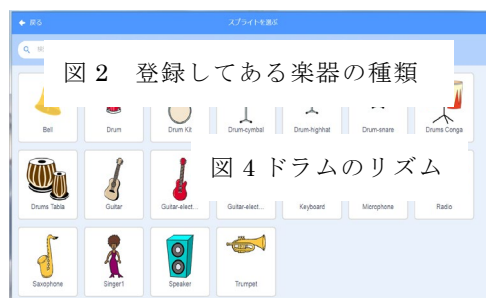 戻る
スプライトを選ぶ
図2 登録してある楽器の種類
Bell
Drum
Drum Kit
Drum-cymbal
Drum-highhat
Drum-snare
Drums Conga
図4ドラムのリズム
Drums Tabla
Guitar
Guitar-elect...
Guitar-elect...
Keyboard
Microphone
Radio
Saxophone
Singer1
Speaker
Trumpet